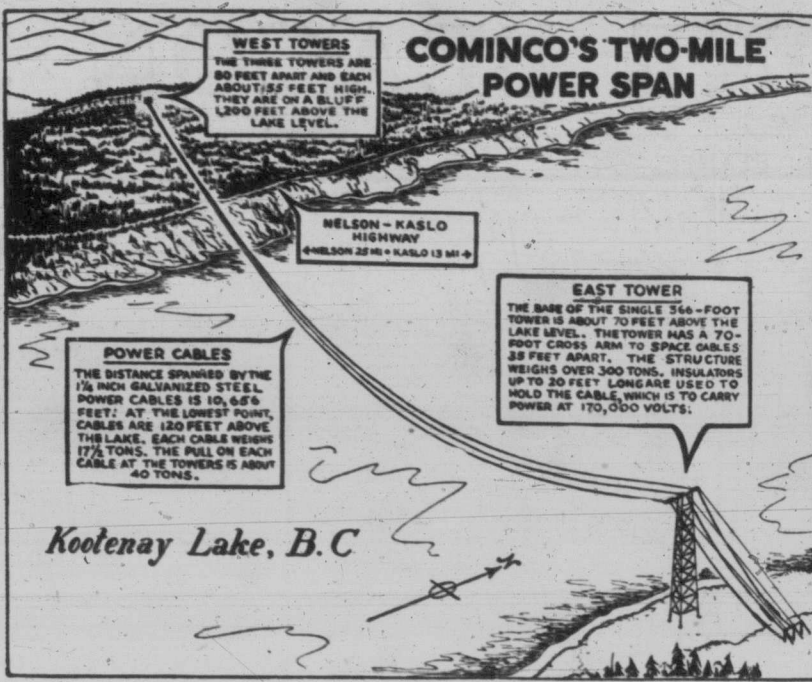 COMINCO'S TWO-MILE
POWER SPAN
WEST TOWERS
THE THREE TOWERS ARE
80 FEET APART AND EACH
ABOUT 55 FEET HIGH.
THEY ARE ON A BLUFF
1,200 FEET ABOVE THE
LAKE LEVEL.
NELSON – KASLO
HIGHWAY
←NELSON 25 MI • KASLO 13 MI→
EAST TOWER
THE BASE OF THE SINGLE 366-FOOT
TOWER IS ABOUT 70 FEET ABOVE THE
LAKE LEVEL. THE TOWER HAS A 70-
FOOT CROSS ARM TO SPACE CABLES
35 FEET APART. THE STRUCTURE
WEIGHS OVER 300 TONS. INSULATORS
UP TO 20 FEET LONG ARE USED TO
HOLD THE CABLE, WHICH IS TO CARRY
POWER AT 170,000 VOLTS.
POWER CABLES
THE DISTANCE SPANNED BY THE
1¼ INCH GALVANIZED STEEL
POWER CABLES IS 10,656
FEET. AT THE LOWEST POINT,
CABLES ARE 120 FEET ABOVE
THE LAKE. EACH CABLE WEIGHS
17½ TONS. THE PULL ON EACH
CABLE AT THE TOWERS IS ABOUT
40 TONS.
Kootenay Lake, B.C
N